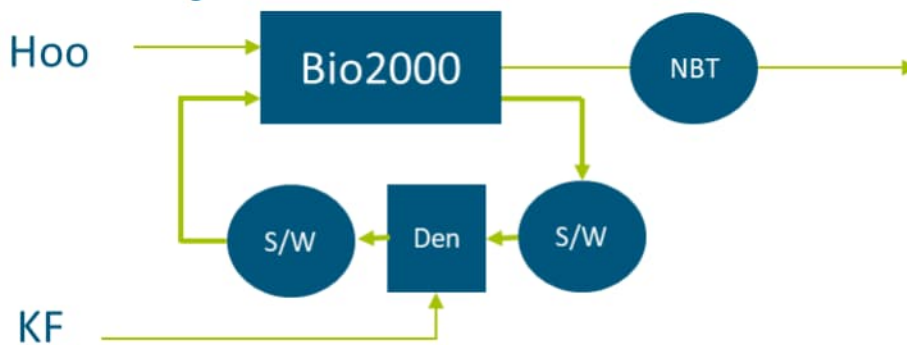 Hoo
Bio2000
NBT
S/W
Den
S/W
KF